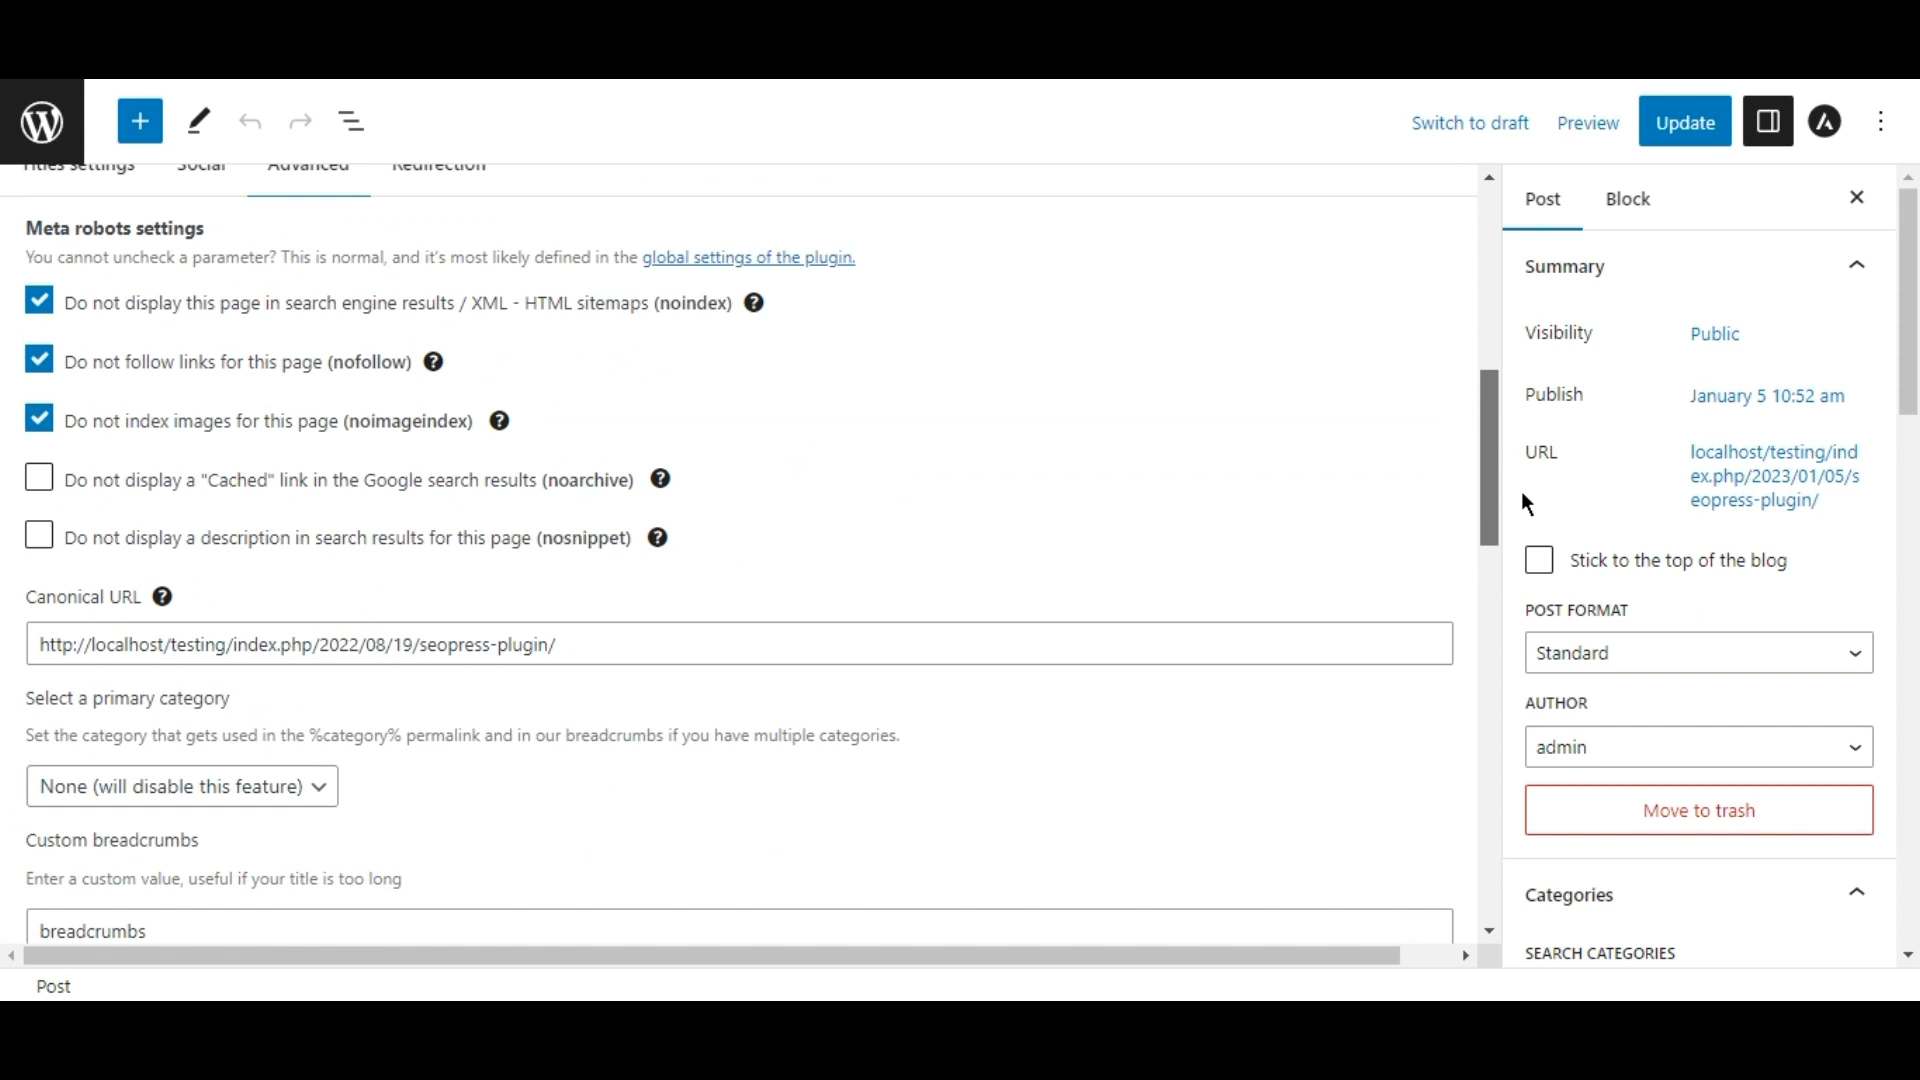 Switch to draft
Preview
Update
Titles settings
Social
Advanced
Redirection
Meta robots settings
You cannot uncheck a parameter? This is normal, and it's most likely defined in the global settings of the plugin.
Do not display this page in search engine results / XML - HTML sitemaps (noindex)
Do not follow links for this page (nofollow)
Do not index images for this page (noimageindex)
Do not display a "Cached" link in the Google search results (noarchive)
Do not display a description in search results for this page (nosnippet)
Canonical URL
http://localhost/testing/index.php/2022/08/19/seopress-plugin/
Select a primary category
Set the category that gets used in the %category% permalink and in our breadcrumbs if you have multiple categories.
None (will disable this feature)
Custom breadcrumbs
Enter a custom value, useful if your title is too long
breadcrumbs
Post
Post
Block
Summary
Visibility
Public
Publish
January 5 10:52 am
URL
localhost/testing/ind
ex.php/2023/01/05/s
eopress-plugin/
Stick to the top of the blog
POST FORMAT
Standard
AUTHOR
admin
Move to trash
Categories
SEARCH CATEGORIES